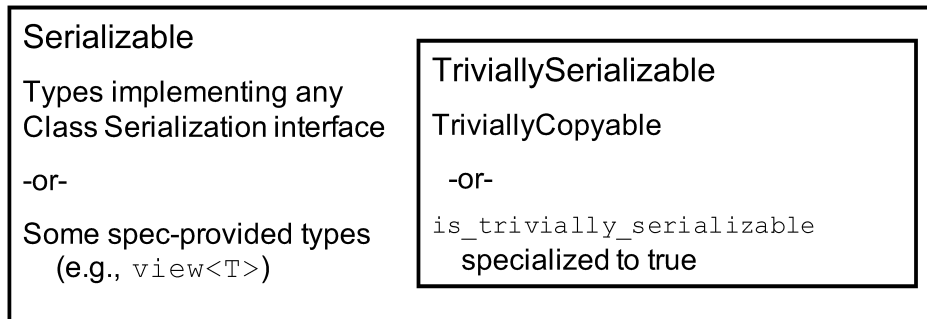 Serializable
Types implementing any
Class Serialization interface
-or-
Some spec-provided types
(e.g., view<T>)
TriviallySerializable
TriviallyCopyable
-or-
is_trivially_serializable
specialized to true